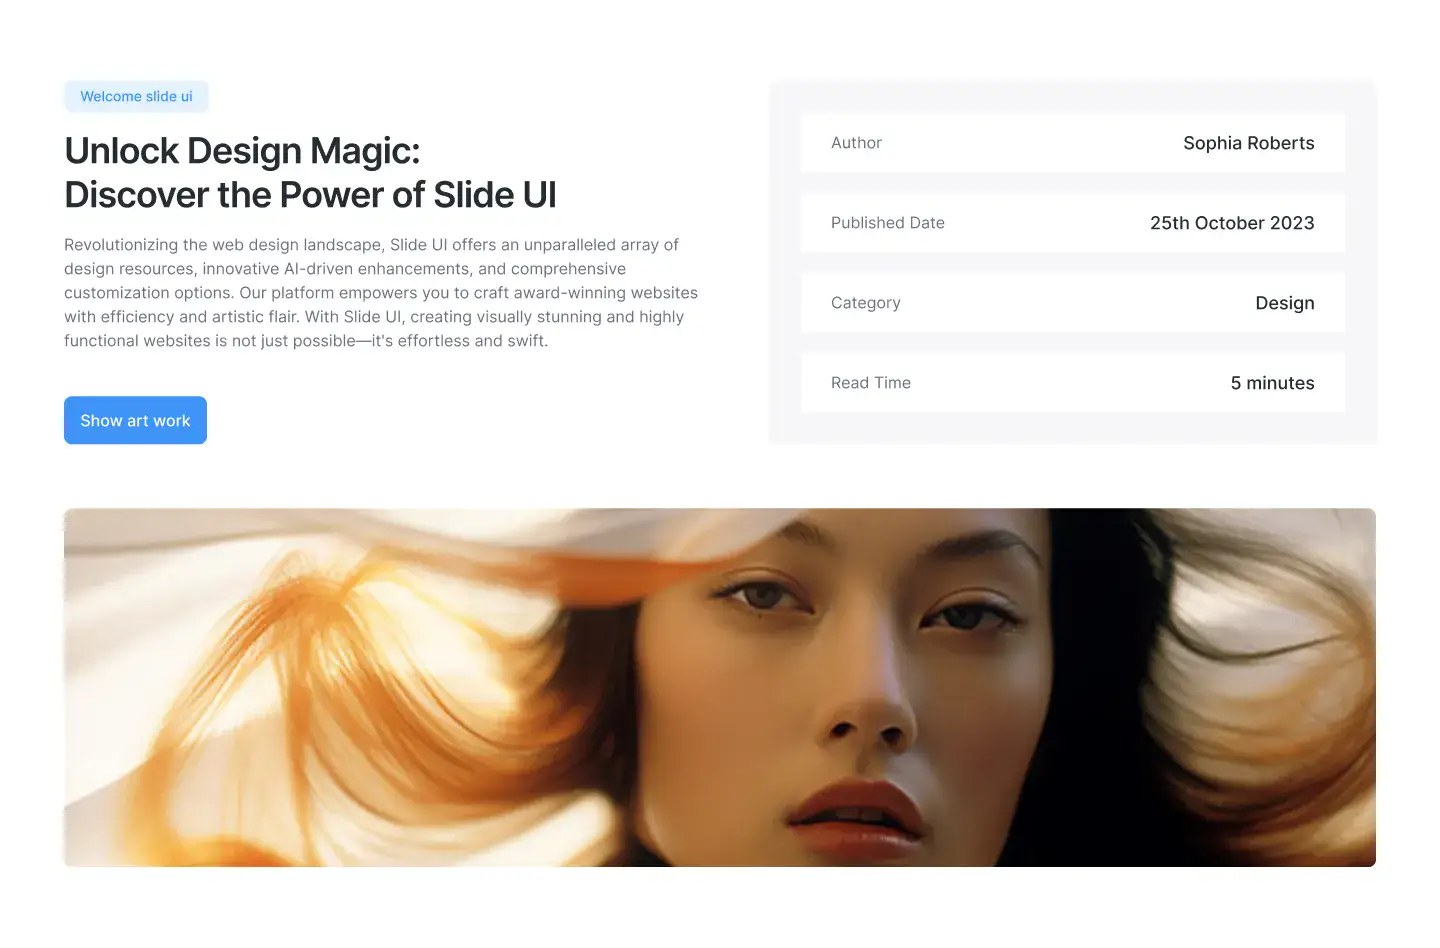 Welcome slide ui
Unlock Design Magic:
Discover the Power of Slide UI
Revolutionizing the web design landscape, Slide UI offers an unparalleled array of
design resources, innovative AI-driven enhancements, and comprehensive
customization options. Our platform empowers you to craft award-winning websites
with efficiency and artistic flair. With Slide UI, creating visually stunning and highly
functional websites is not just possible—it's effortless and swift.
Show art work
Author Sophia Roberts
Published Date 25th October 2023
Category Design
Read Time 5 minutes